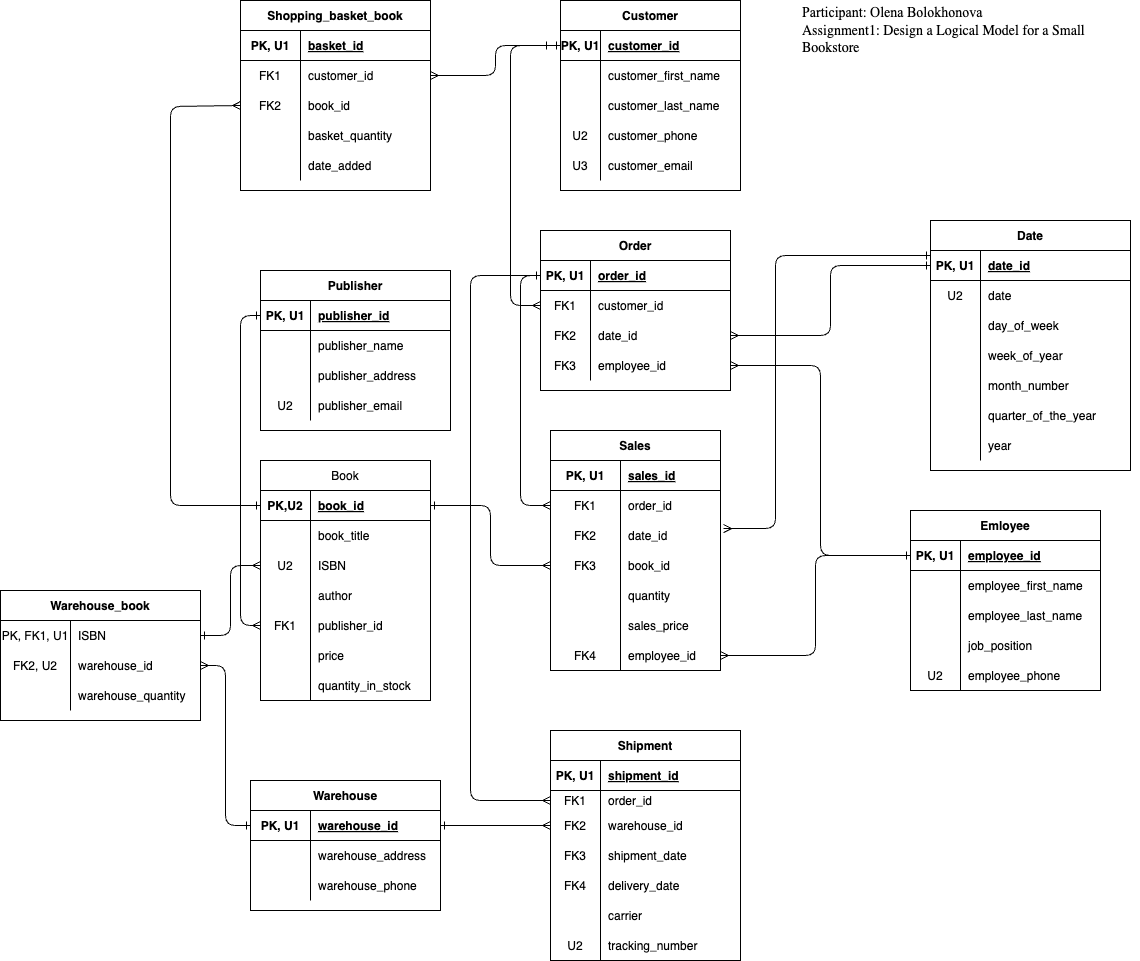 Participant: Olena Bolokhonova
Assignment1: Design a Logical Model for a Small
Bookstore
Shopping_basket_book
PK, U1 basket_id
FK1 customer_id
FK2 book_id
basket_quantity
date_added
Customer
PK, U1 customer_id
customer_first_name
customer_last_name
U2 customer_phone
U3 customer_email
Order
PK, U1 order_id
FK1 customer_id
FK2 date_id
FK3 employee_id
Date
PK, U1 date_id
U2 date
day_of_week
week_of_year
month_number
quarter_of_the_year
year
Publisher
PK, U1 publisher_id
publisher_name
publisher_address
U2 publisher_email
Book
PK,U2 book_id
book_title
U2 ISBN
author
FK1 publisher_id
price
quantity_in_stock
Sales
PK, U1 sales_id
FK1 order_id
FK2 date_id
FK3 book_id
quantity
sales_price
FK4 employee_id
Emloyee
PK, U1 employee_id
employee_first_name
employee_last_name
job_position
U2 employee_phone
Warehouse_book
PK, FK1, U1 ISBN
FK2, U2 warehouse_id
warehouse_quantity
Warehouse
PK, U1 warehouse_id
warehouse_address
warehouse_phone
Shipment
PK, U1 shipment_id
FK1 order_id
FK2 warehouse_id
FK3 shipment_date
FK4 delivery_date
carrier
U2 tracking_number